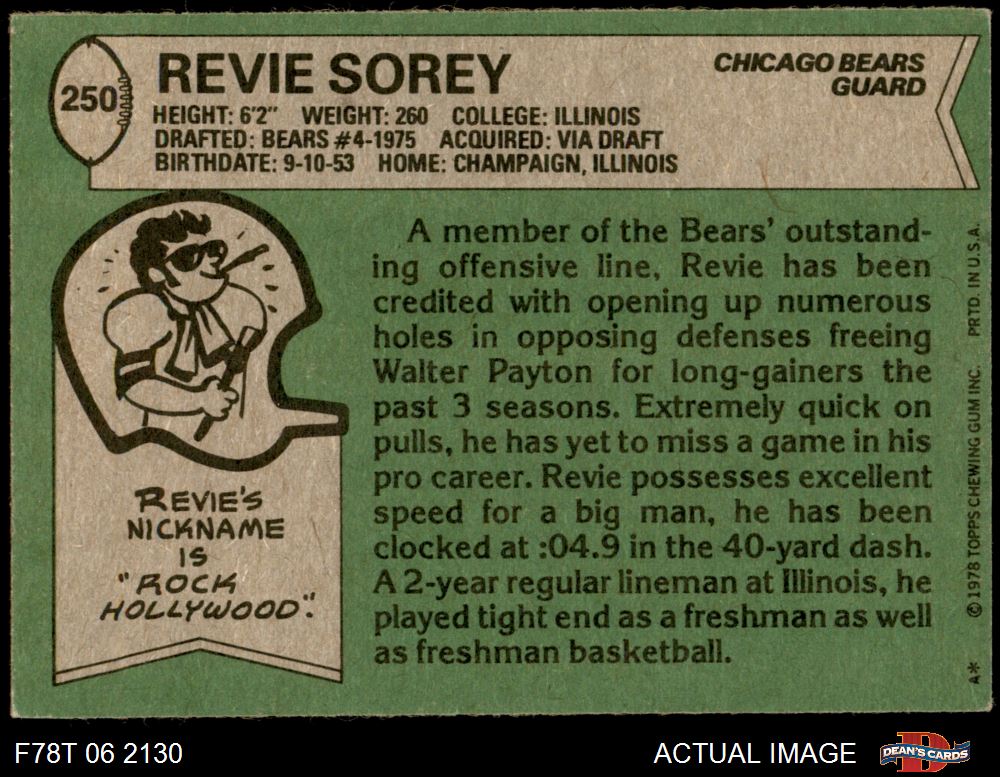 250
REVIE SOREY
CHICAGO BEARS
GUARD
HEIGHT: 6'2" WEIGHT: 260 COLLEGE: ILLINOIS
DRAFTED: BEARS #4-1975 ACQUIRED: VIA DRAFT
BIRTHDATE: 9-10-53 HOME: CHAMPAIGN, ILLINOIS
REVIE'S
NICKNAME
IS
"ROCK
HOLLYWOOD".
A member of the Bears' outstand-
ing offensive line, Revie has been
credited with opening up numerous
holes in opposing defenses freeing
Walter Payton for long-gainers the
past 3 seasons. Extremely quick on
pulls, he has yet to miss a game in his
pro career. Revie possesses excellent
speed for a big man, he has been
clocked at :04.9 in the 40-yard dash.
A 2-year regular lineman at Illinois, he
played tight end as a freshman as well
as freshman basketball.
A* © 1978 TOPPS CHEWING GUM INC. PRTD. IN U.S.A.
F78T 06 2130
ACTUAL IMAGE
D
DEAN'S CARDS